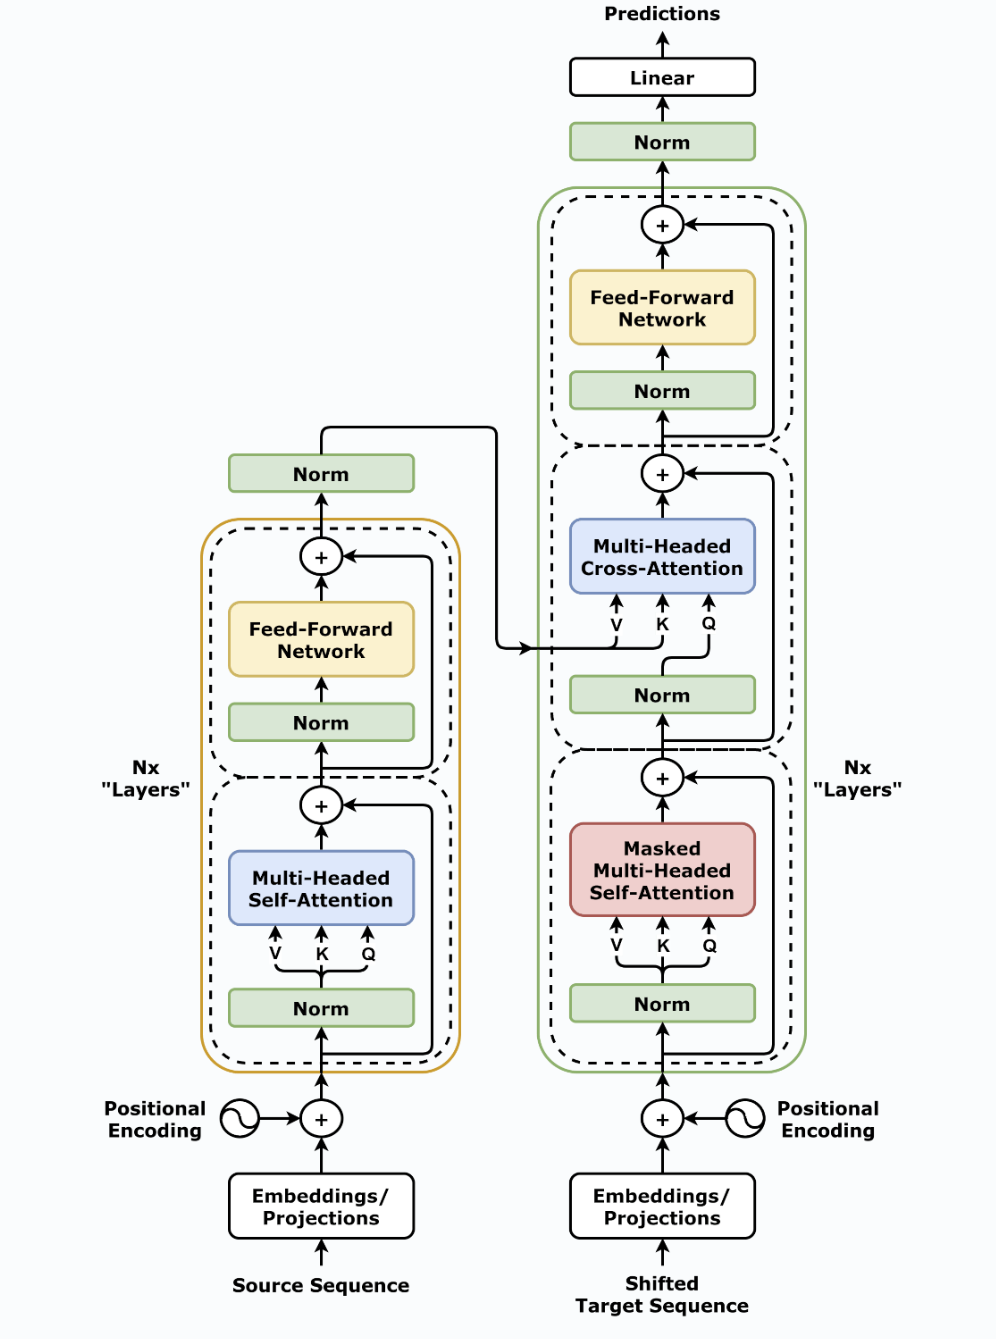 Predictions
Linear
Norm
Feed-Forward
Network
Norm
Multi-Headed
Cross-Attention
V K Q
Norm
Masked
Multi-Headed
Self-Attention
V K Q
Norm
Nx
"Layers"
Positional
Encoding
Embeddings/
Projections
Shifted
Target Sequence
Norm
Feed-Forward
Network
Norm
Nx
"Layers"
Multi-Headed
Self-Attention
V K Q
Norm
Positional
Encoding
Embeddings/
Projections
Source Sequence